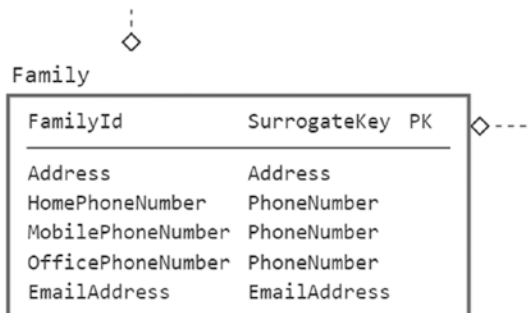 Family
FamilyId SurrogateKey PK
Address Address
HomePhoneNumber PhoneNumber
MobilePhoneNumber PhoneNumber
OfficePhoneNumber PhoneNumber
EmailAddress EmailAddress